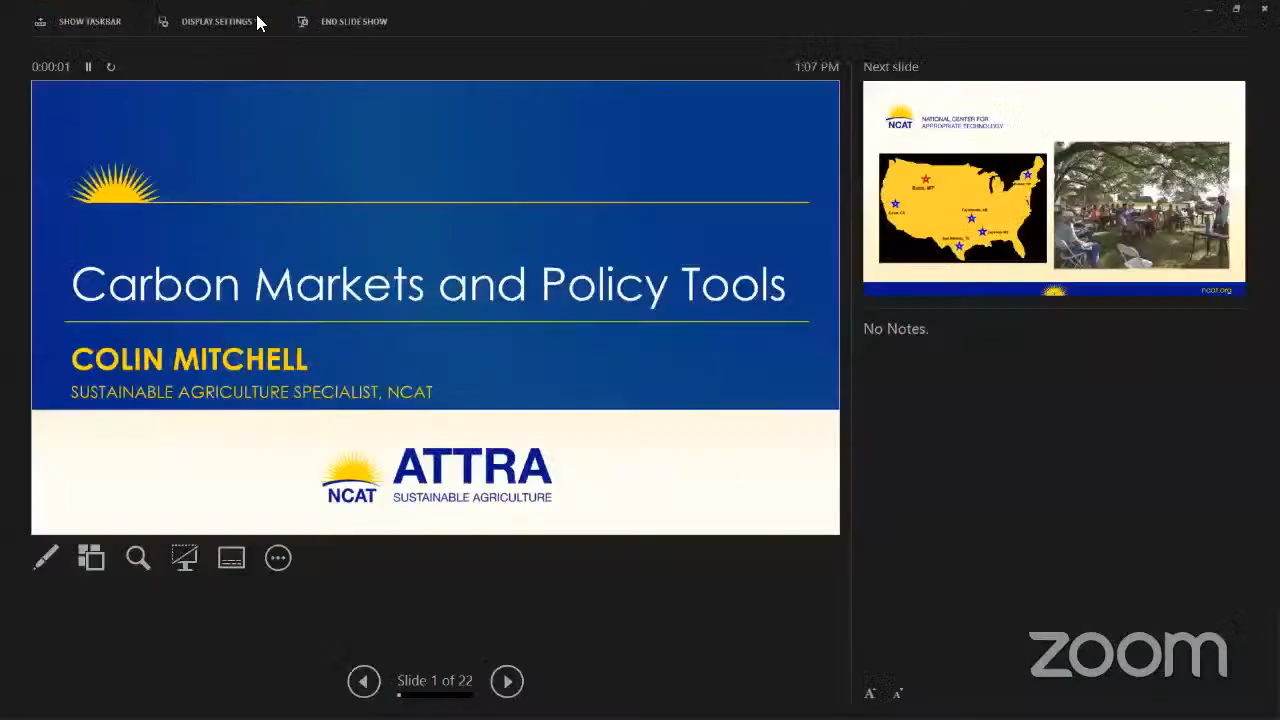 SHOW TASKBAR
DISPLAY SETTINGS
END SLIDE SHOW
0:00:01
1:07 PM
Next slide
Carbon Markets and Policy Tools
COLIN MITCHELL
SUSTAINABLE AGRICULTURE SPECIALIST, NCAT
NCAT
ATTRA
SUSTAINABLE AGRICULTURE
NCAT
NATIONAL CENTER FOR
APPROPRIATE TECHNOLOGY
Butte, MT
ncat.org
No Notes.
Slide 1 of 22
zoom
A
A